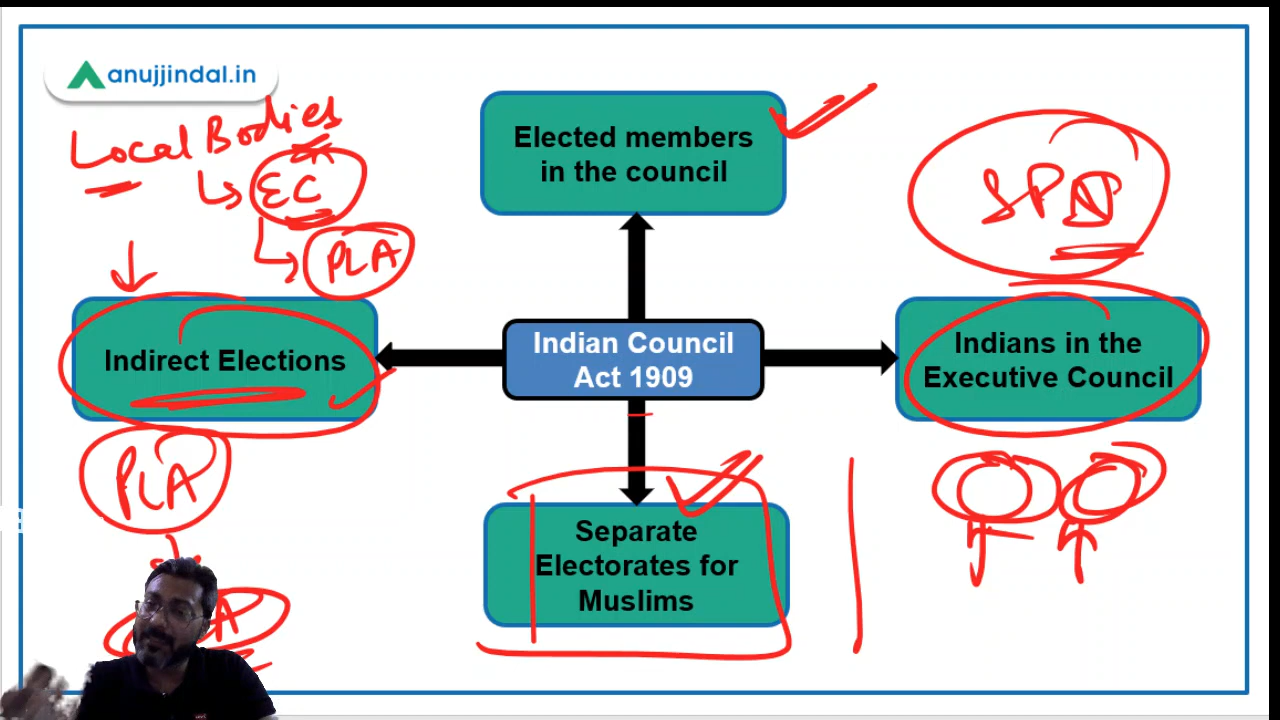 anujjindal.in
Local Bodies
EC
PLA
Elected members
in the council
SPN
Indirect Elections
Indian Council
Act 1909
Indians in the
Executive Council
PLA
Separate
Electorates for
Muslims